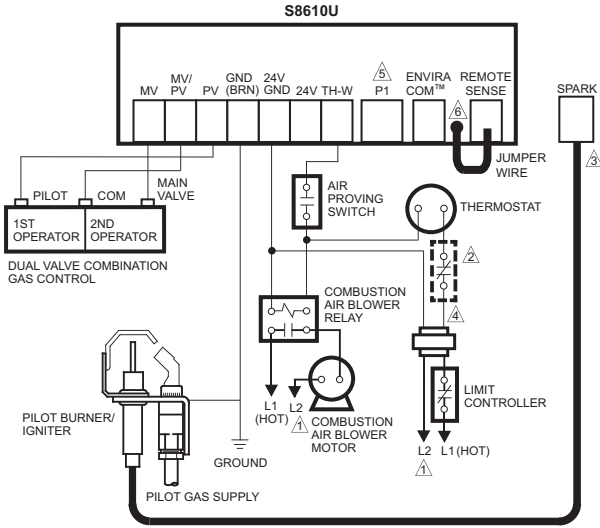 S8610U
MV
MV/
PV
PV
GND
(BRN)
24V
GND
24V
TH-W
5
P1
ENVIRA
COM™
6
REMOTE
SENSE
SPARK
3
JUMPER
WIRE
PILOT
COM
MAIN
VALVE
1ST
OPERATOR
2ND
OPERATOR
DUAL VALVE COMBINATION
GAS CONTROL
AIR
PROVING
SWITCH
THERMOSTAT
2
4
COMBUSTION
AIR BLOWER
RELAY
L1
(HOT)
L2
1
COMBUSTION
AIR BLOWER
MOTOR
LIMIT
CONTROLLER
L2
1
L1 (HOT)
PILOT BURNER/
IGNITER
GROUND
PILOT GAS SUPPLY